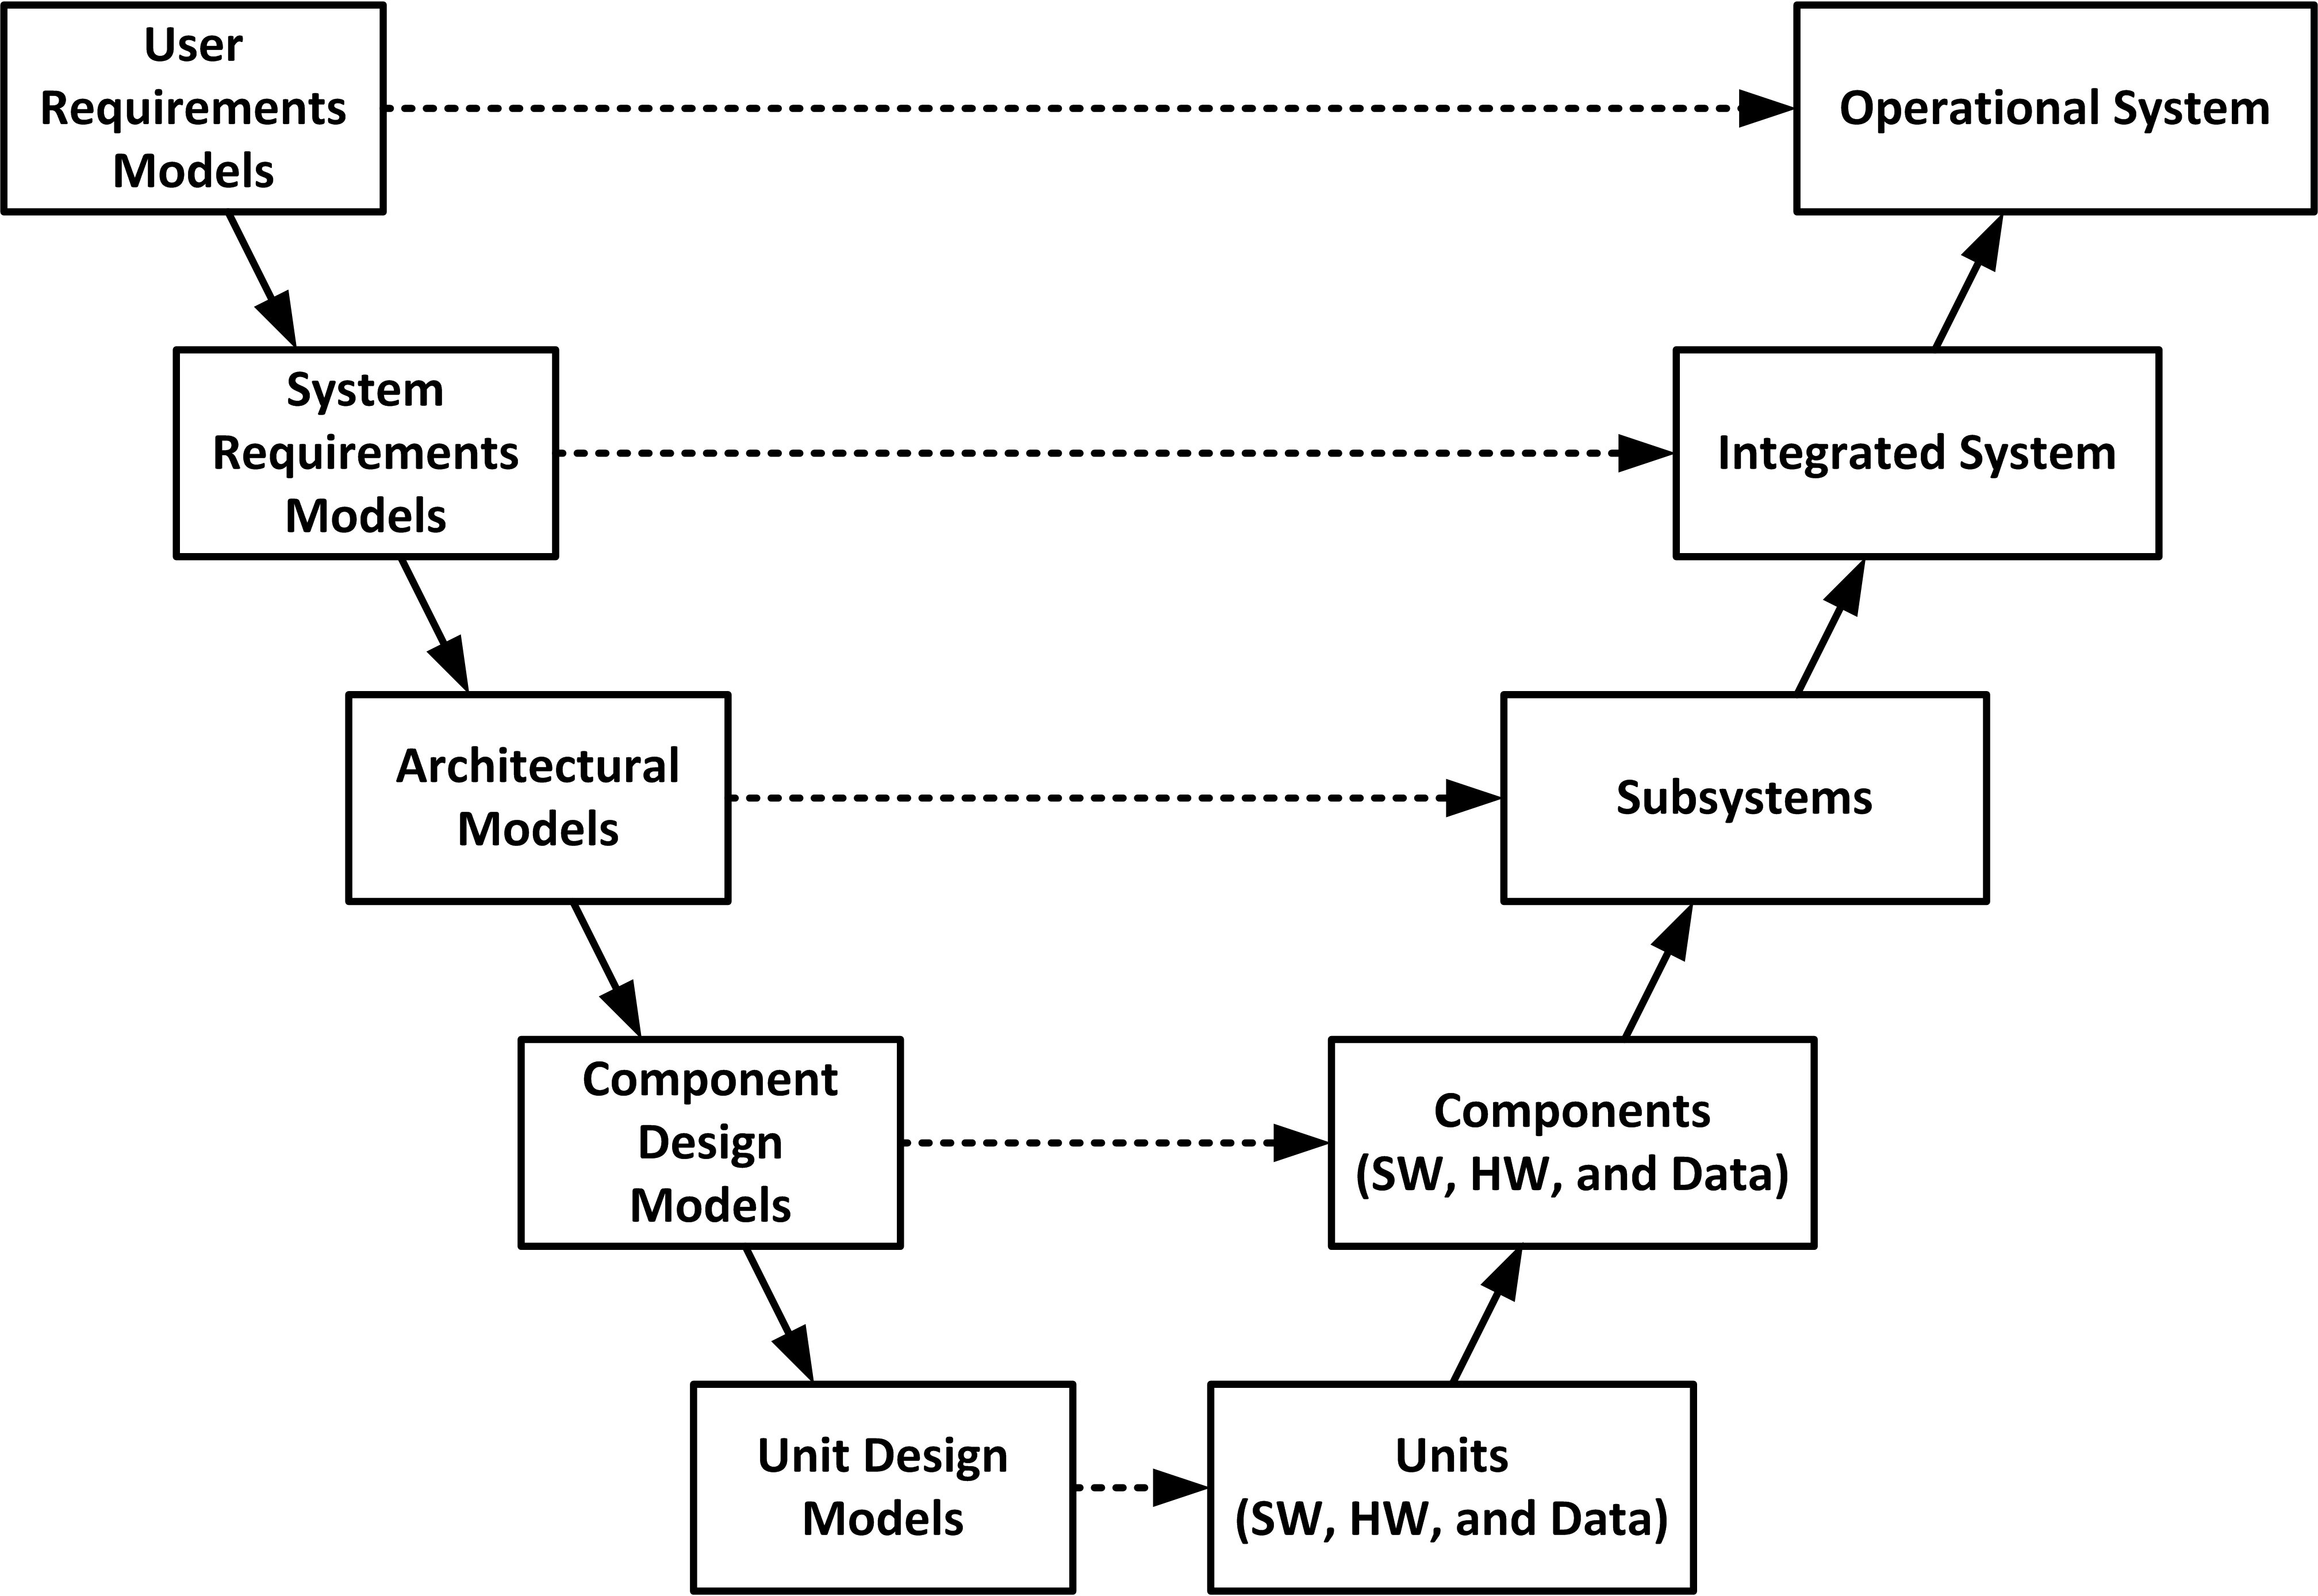 User
Requirements
Models
Operational System
System
Requirements
Models
Integrated System
Architectural
Models
Subsystems
Component
Design
Models
Components
(SW, HW, and Data)
Unit Design
Models
Units
(SW, HW, and Data)